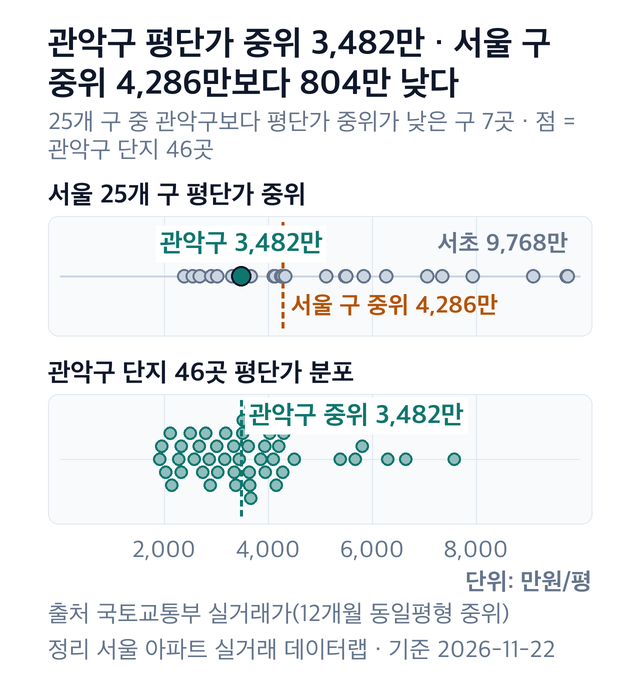 관악구 평단가 중위 3,482만 · 서울 구
중위 4,286만보다 804만 낮다
25개 구 중 관악구보다 평단가 중위가 낮은 구 7곳 · 점 =
관악구 단지 46곳
서울 25개 구 평단가 중위
관악구 3,482만
서초 9,768만
서울 구 중위 4,286만
관악구 단지 46곳 평단가 분포
관악구 중위 3,482만
2,000 4,000 6,000 8,000
단위: 만원/평
출처 국토교통부 실거래가(12개월 동일평형 중위)
정리 서울 아파트 실거래 데이터랩 · 기준 2026-11-22